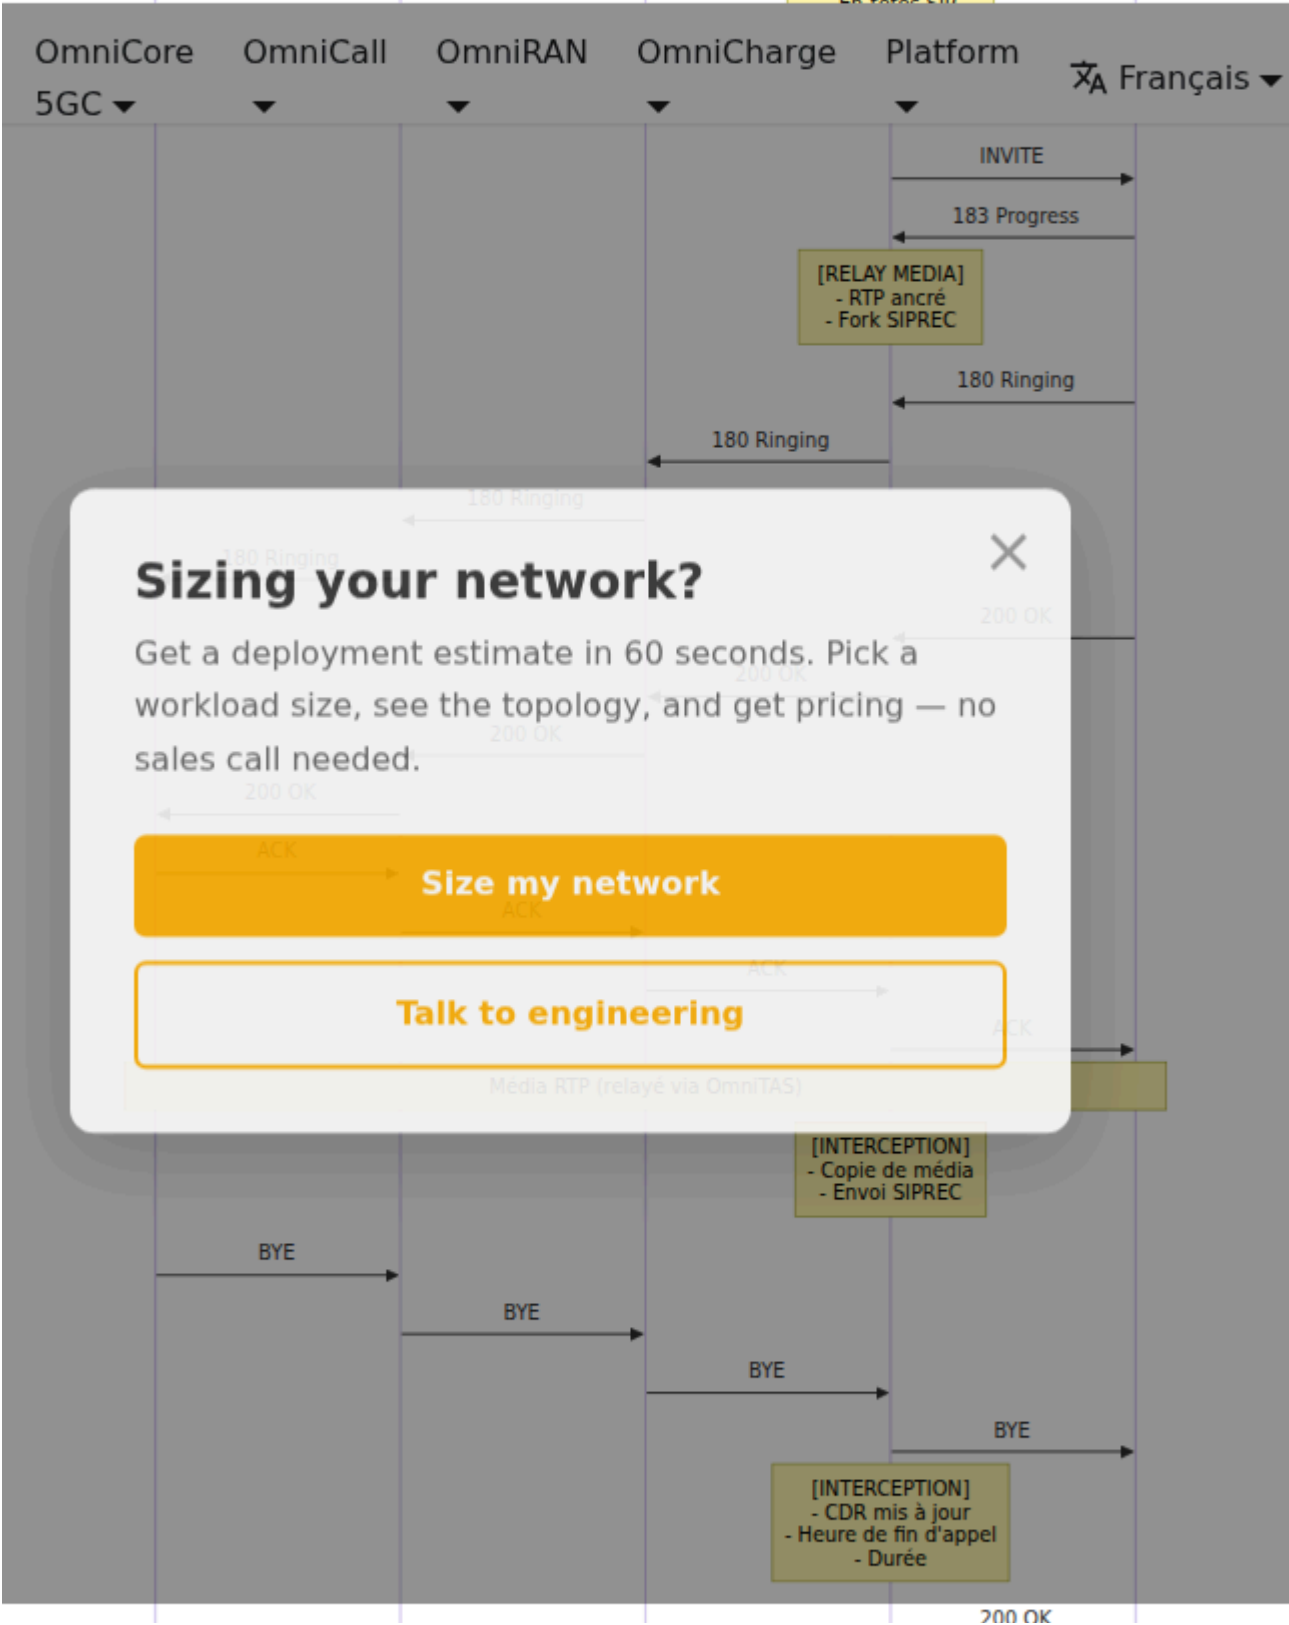 En-têtes SIP
OmniCore
5GC
OmniCall
OmniRAN
OmniCharge
Platform
Français
INVITE
183 Progress
[RELAY MEDIA]
- RTP ancré
- Fork SIPREC
180 Ringing
180 Ringing
180 Ringing
180 Ringing
Sizing your network?
200 OK
Get a deployment estimate in 60 seconds. Pick a
200 OK
workload size, see the topology, and get pricing — no
200 OK
sales call needed.
200 OK
ACK
Size my network
ACK
ACK
Talk to engineering
ACK
Média RTP (relayé via OmniTAS)
[INTERCEPTION]
- Copie de média
- Envoi SIPREC
BYE
BYE
BYE
BYE
[INTERCEPTION]
- CDR mis à jour
- Heure de fin d'appel
- Durée
200 OK